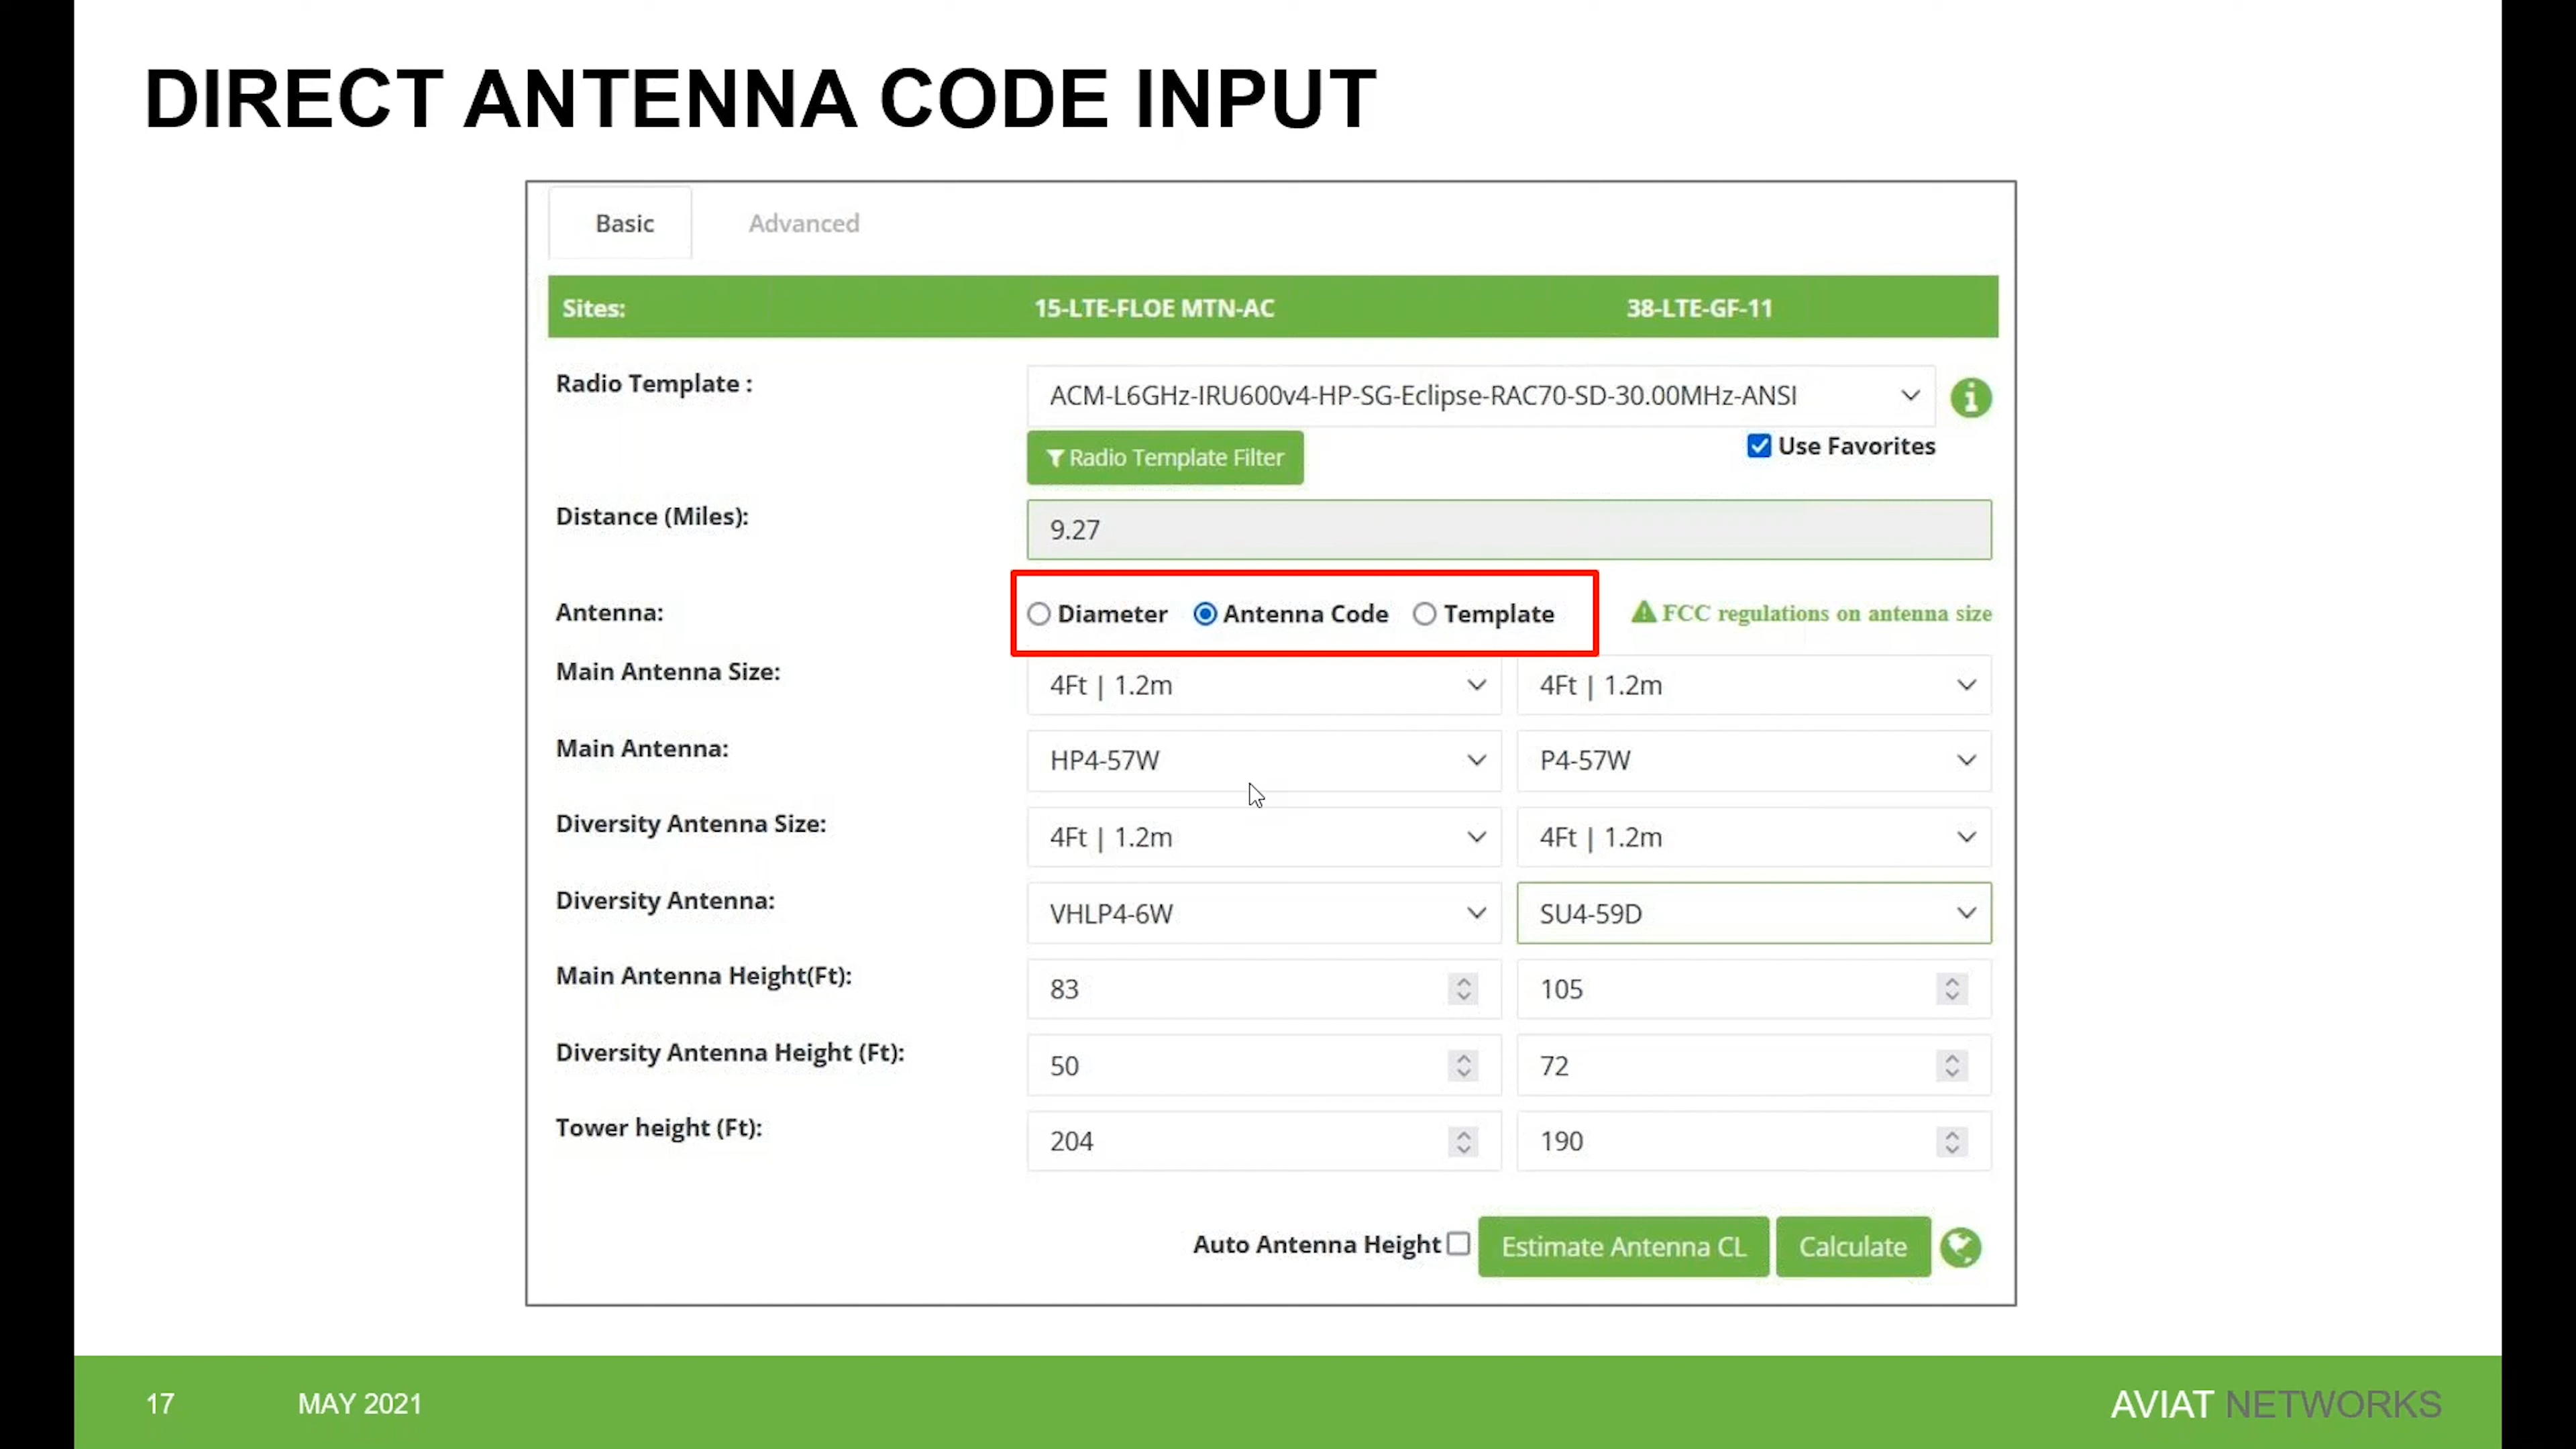 DIRECT ANTENNA CODE INPUT
Basic Advanced
Sites: 15-LTE-FLOE MTN-AC 38-LTE-GF-11
Radio Template : ACM-L6GHz-IRU600v4-HP-SG-Eclipse-RAC70-SD-30.00MHz-ANSI
Radio Template Filter Use Favorites
Distance (Miles): 9.27
Antenna: Diameter Antenna Code Template FCC regulations on antenna size
Main Antenna Size: 4Ft | 1.2m 4Ft | 1.2m
Main Antenna: HP4-57W P4-57W
Diversity Antenna Size: 4Ft | 1.2m 4Ft | 1.2m
Diversity Antenna: VHLP4-6W SU4-59D
Main Antenna Height(Ft): 83 105
Diversity Antenna Height (Ft): 50 72
Tower height (Ft): 204 190
Auto Antenna Height Estimate Antenna CL Calculate
17 MAY 2021 AVIAT NETWORKS